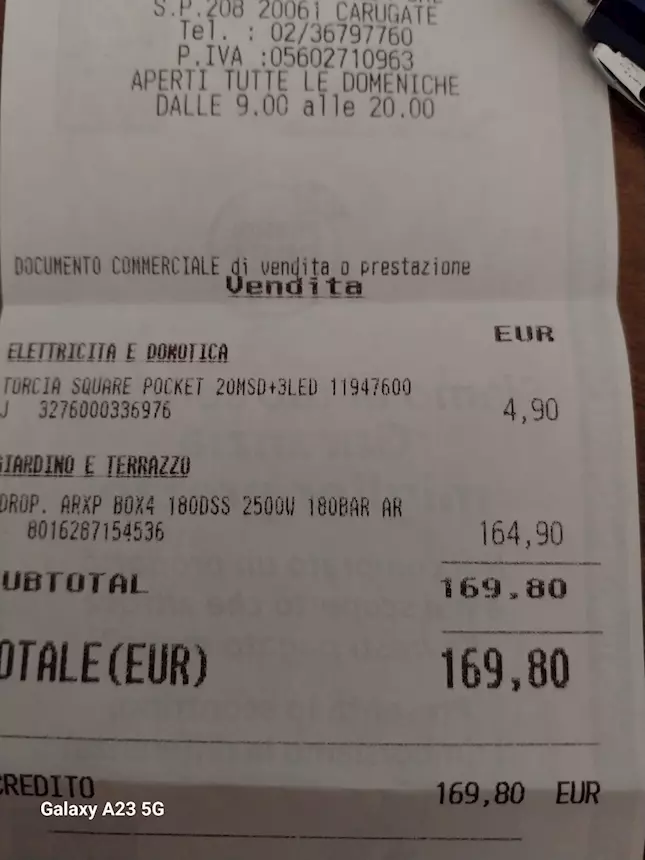 S.P.208 20061 CARUGATE
Tel. : 02/36797760
P.IVA :05602710963
APERTI TUTTE LE DOMENICHE
DALLE 9.00 alle 20.00
DOCUMENTO COMMERCIALE di vendita o prestazione
Vendita
EUR
ELETTRICITA E DOMOTICA
TORCIA SQUARE POCKET 20MSD+3LED 11947600
J 3276000336976 4,90
GIARDINO E TERRAZZO
DROP. ARXP BOX4 180DSS 2500W 180BAR AR
8016287154536 164,90
UBTOTAL 169.80
OTALE(EUR) 169,80
CREDITO 169,80 EUR
Galaxy A23 5G